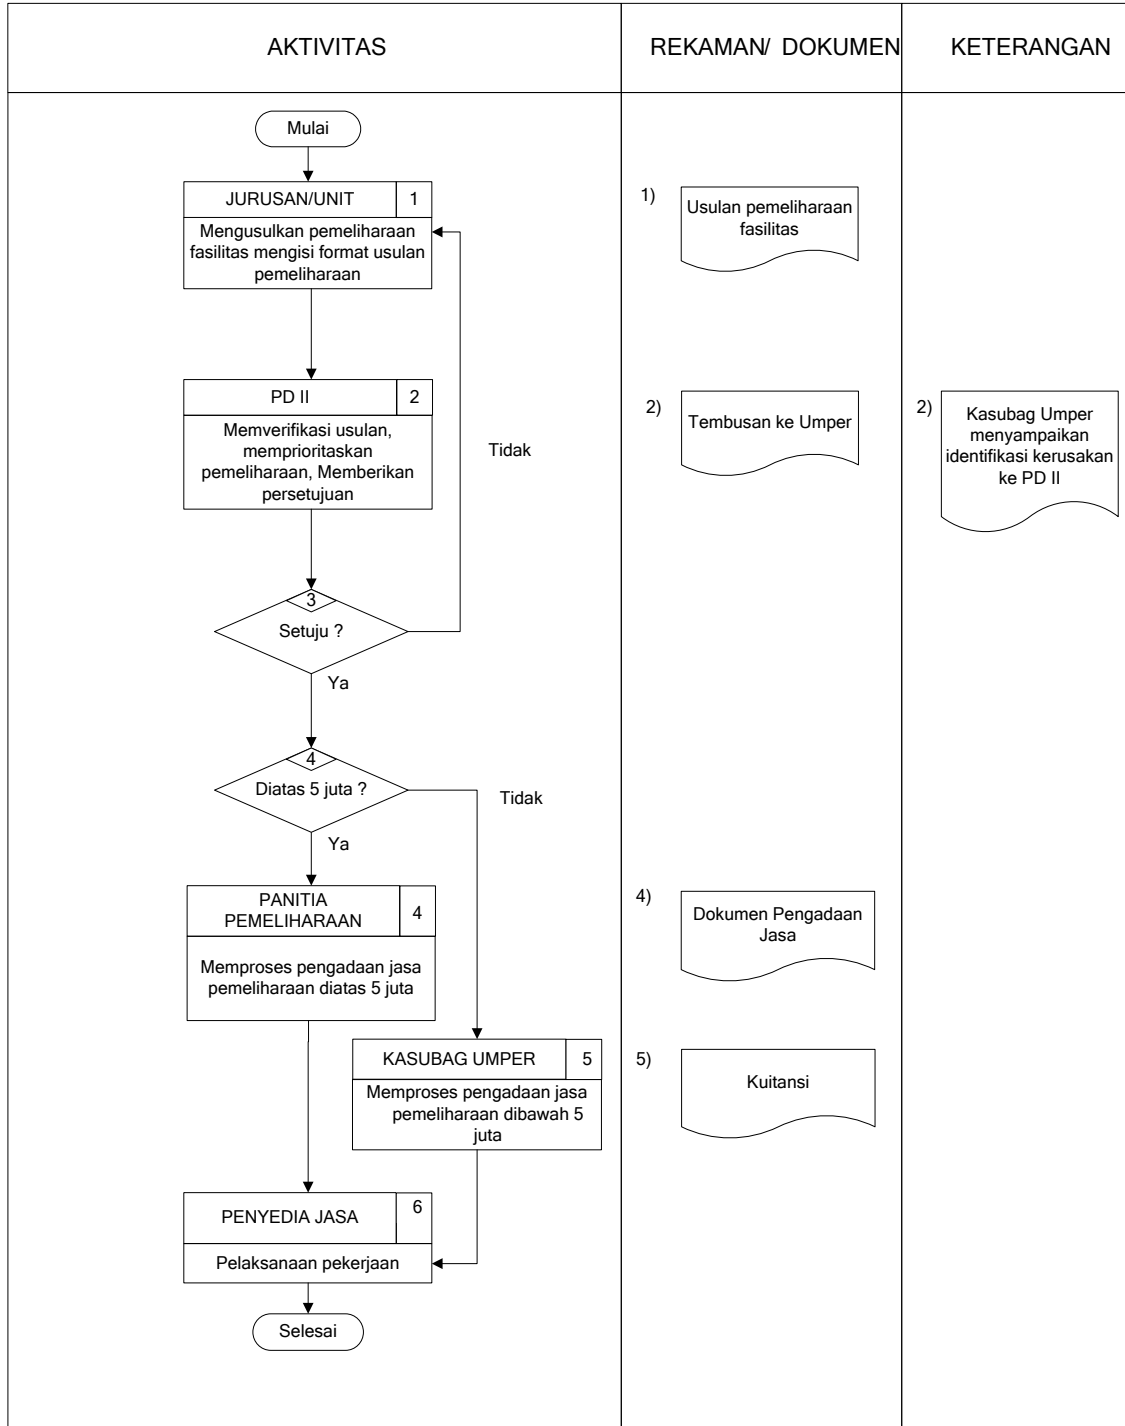 AKTIVITAS
REKAMAN/ DOKUMEN
KETERANGAN
Mulai
JURUSAN/UNIT
1
Mengusulkan pemeliharaan
fasilitas mengisi format usulan
pemeliharaan
1)
Usulan pemeliharaan
fasilitas
PD II
2
Memverifikasi usulan,
memprioritaskan
pemeliharaan, Memberikan
persetujuan
Tidak
2)
Tembusan ke Umper
2)
Kasubag Umper
menyampaikan
identifikasi kerusakan
ke PD II
3
Setuju ?
Ya
4
Diatas 5 juta ?
Tidak
Ya
PANITIA
PEMELIHARAAN
4
Memproses pengadaan jasa
pemeliharaan diatas 5 juta
4)
Dokumen Pengadaan
Jasa
KASUBAG UMPER
5
Memproses pengadaan jasa
pemeliharaan dibawah 5
juta
5)
Kuitansi
PENYEDIA JASA
6
Pelaksanaan pekerjaan
Selesai